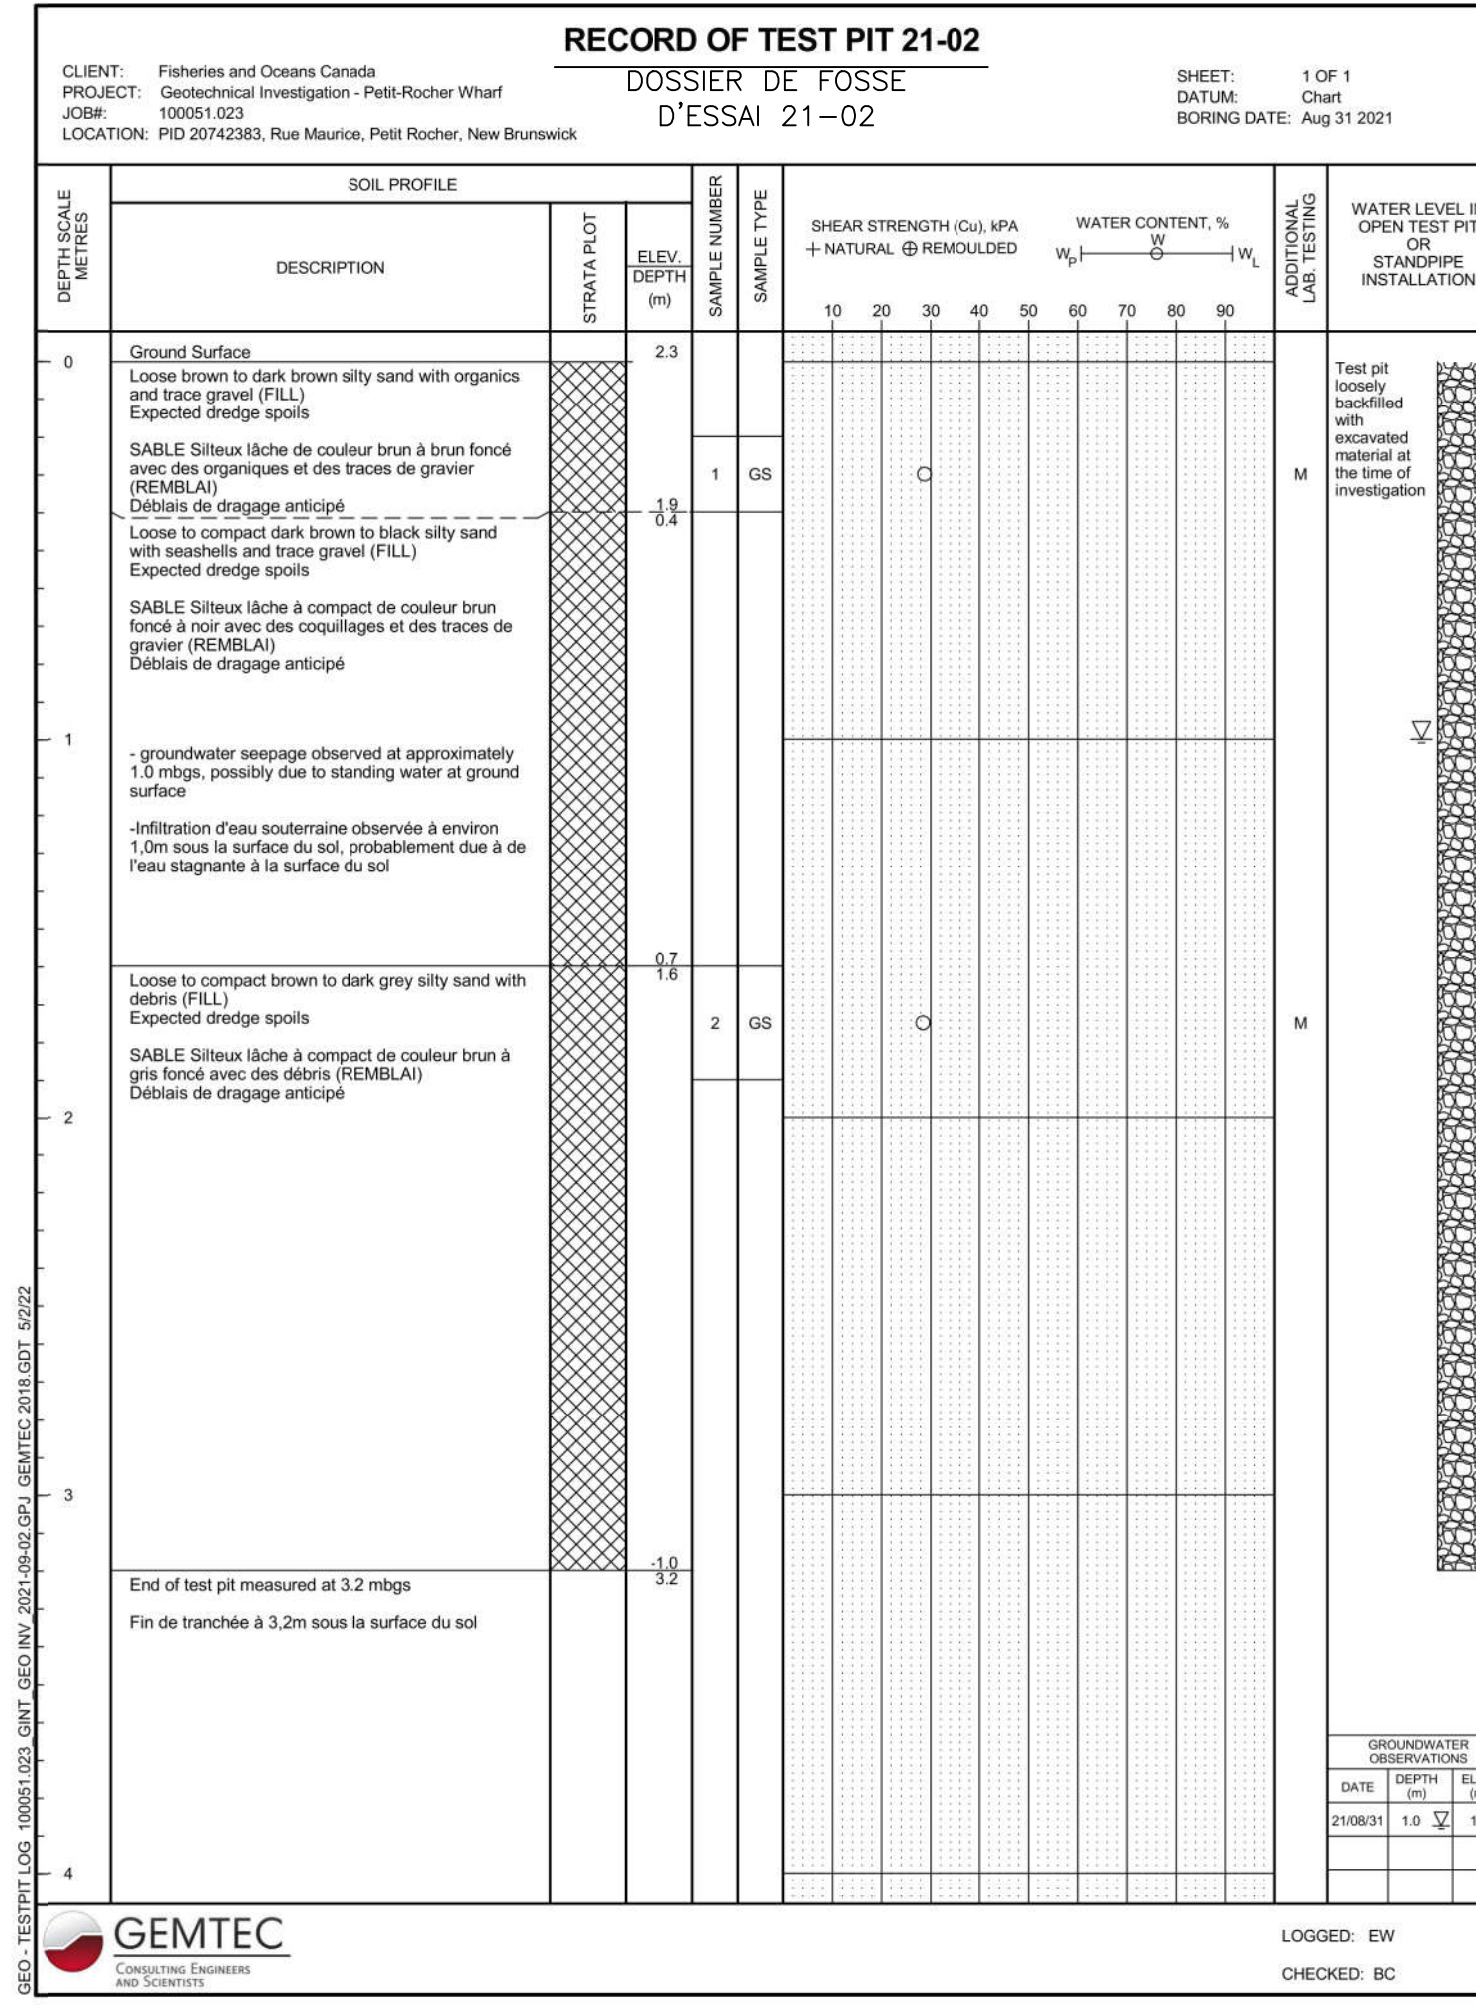 RECORD OF TEST PIT 21-02
DOSSIER DE FOSSE
D'ESSAI 21-02
CLIENT: Fisheries and Oceans Canada
PROJECT: Geotechnical Investigation - Petit-Rocher Wharf
JOB#: 100051.023
LOCATION: PID 20742383, Rue Maurice, Petit Rocher, New Brunswick
SHEET: 1 OF 1
DATUM: Chart
BORING DATE: Aug 31 2021
DEPTH SCALE
METRES
SOIL PROFILE
DESCRIPTION
STRATA PLOT
ELEV.
DEPTH
(m)
SAMPLE NUMBER
SAMPLE TYPE
SHEAR STRENGTH (Cu), kPA
+ NATURAL ⊕ REMOULDED
WATER CONTENT, %
W
Wp WL
10 20 30 40 50 60 70 80 90
ADDITIONAL
LAB. TESTING
WATER LEVEL I
OPEN TEST PIT
OR
STANDPIPE
INSTALLATION
0
Ground Surface
2.3
Loose brown to dark brown silty sand with organics
and trace gravel (FILL)
Expected dredge spoils
SABLE Silteux lâche de couleur brun à brun foncé
avec des organiques et des traces de gravier
(REMBLAI)
Déblais de dragage anticipé
1 GS
M
Test pit
loosely
backfilled
with
excavated
material at
the time of
investigation
1.9
0.4
Loose to compact dark brown to black silty sand
with seashells and trace gravel (FILL)
Expected dredge spoils
SABLE Silteux lâche à compact de couleur brun
foncé à noir avec des coquillages et des traces de
gravier (REMBLAI)
Déblais de dragage anticipé
1
- groundwater seepage observed at approximately
1.0 mbgs, possibly due to standing water at ground
surface
-Infiltration d'eau souterraine observée à environ
1,0m sous la surface du sol, probablement due à de
l'eau stagnante à la surface du sol
0.7
1.6
Loose to compact brown to dark grey silty sand with
debris (FILL)
Expected dredge spoils
2 GS
M
SABLE Silteux lâche à compact de couleur brun à
gris foncé avec des débris (REMBLAI)
Déblais de dragage anticipé
2
3
-1.0
3.2
End of test pit measured at 3.2 mbgs
Fin de tranchée à 3,2m sous la surface du sol
4
GROUNDWATER
OBSERVATIONS
DATE DEPTH
(m)
EL
21/08/31 1.0 1
GEO - TESTPIT LOG 100051.023_GINT_GEO INV_2021-09-02.GPJ GEMTEC 2018.GDT 5/2/22
GEMTEC
CONSULTING ENGINEERS
AND SCIENTISTS
LOGGED: EW
CHECKED: BC